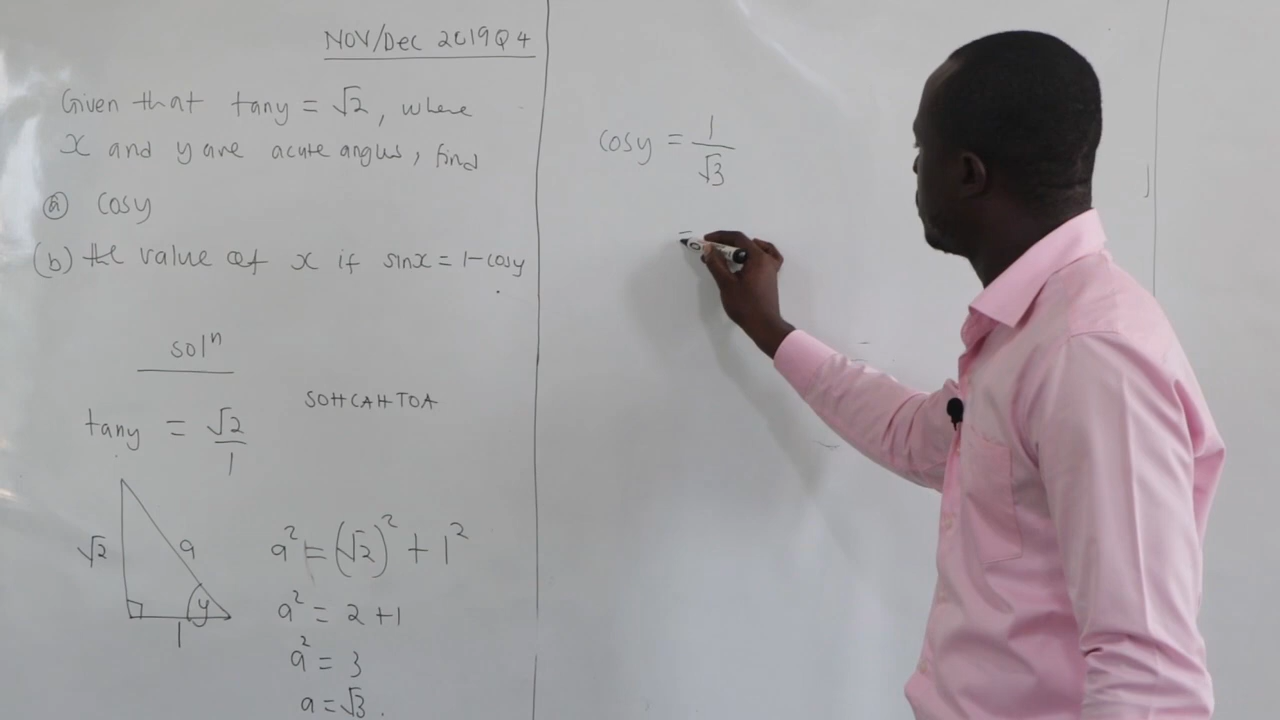 NOV/Dec 2019 Q4
Given that tany = √2, where
x and y are acute angles, find
(a) cosy
(b) the value of x if sinx = 1-cosy
solⁿ
SOHCAHTOA
tany = √2/1
√2
a
y
1
a² = (√2)² + 1²
a² = 2+1
a² = 3
a = √3.
cosy = 1/√3
=